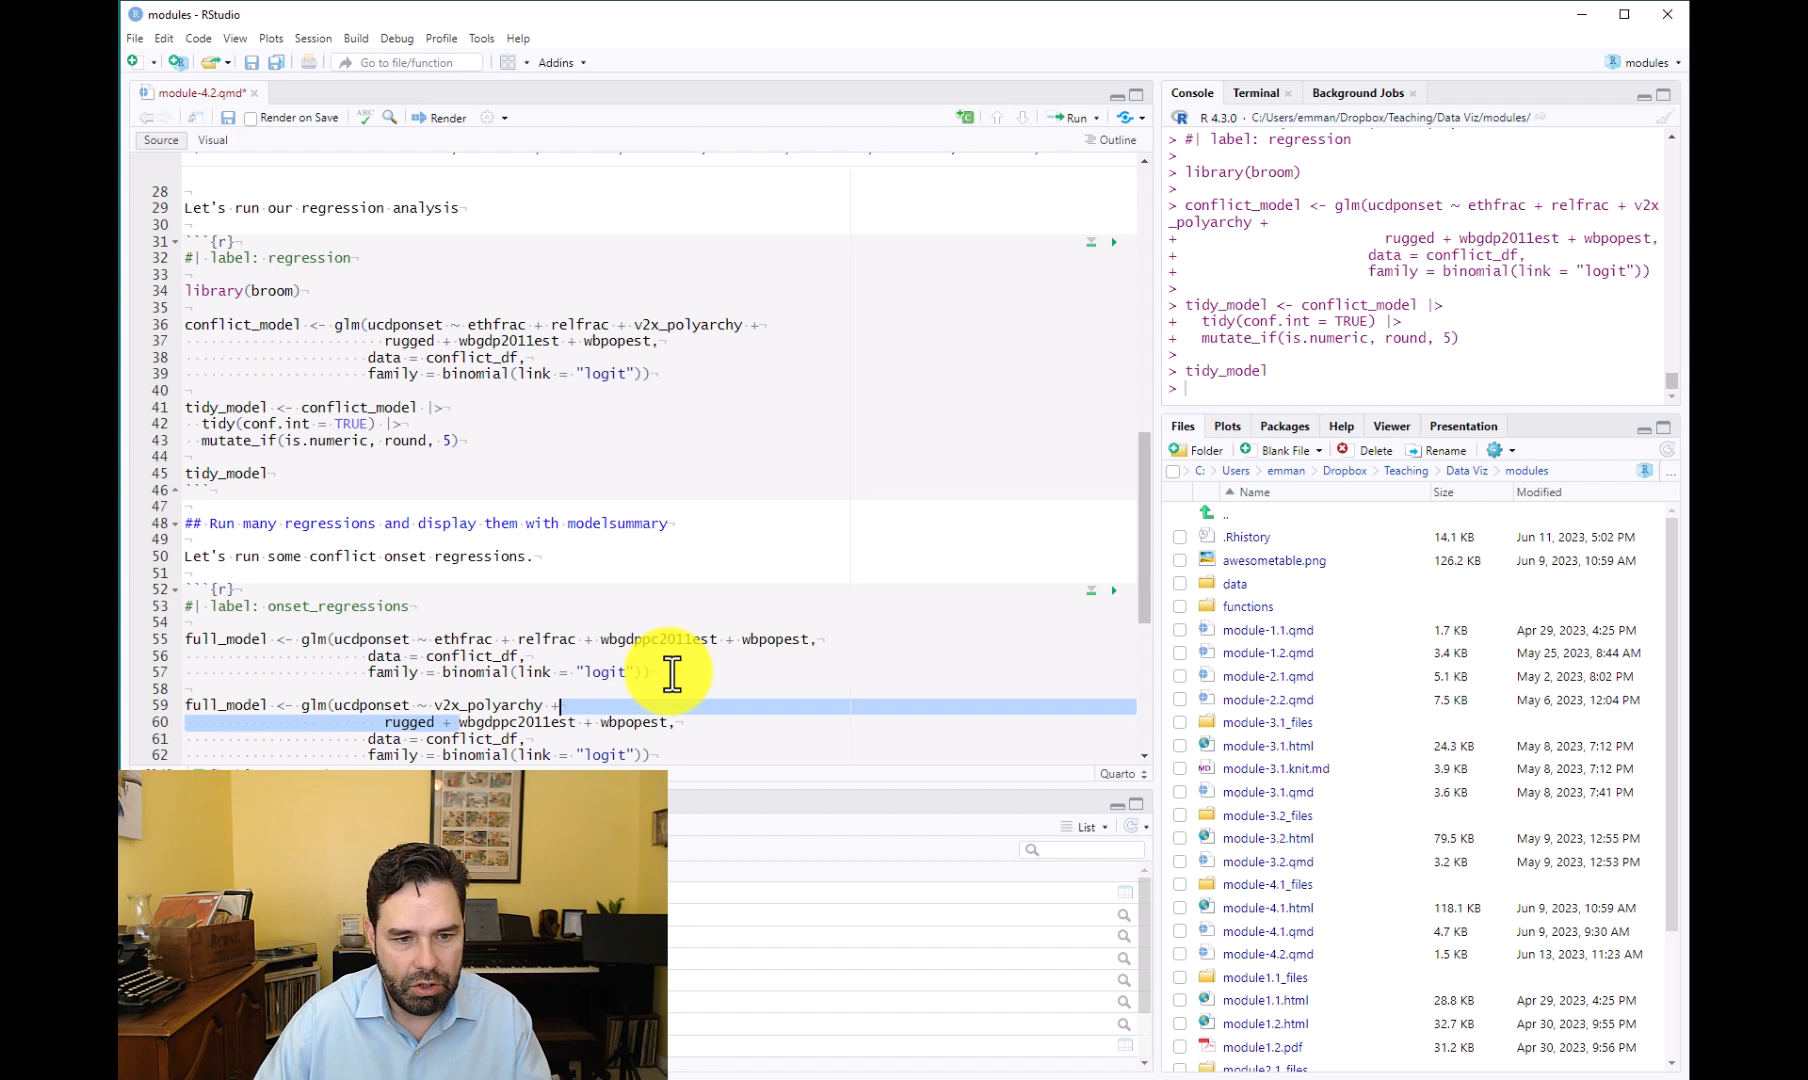 modules - RStudio
File Edit Code View Plots Session Build Debug Profile Tools Help
Go to file/function
Addins
modules
module-4.2.qmd*
Render on Save
Render
Run
Source
Visual
Outline
28
29 Let's run our regression analysis
30
31 ```{r}
32 #| label: regression
33
34 library(broom)
35
36 conflict_model <- glm(ucdponset ~ ethfrac + relfrac + v2x_polyarchy +
37 rugged + wbgdp2011est + wbpopest,
38 data = conflict_df,
39 family = binomial(link = "logit"))
40
41 tidy_model <- conflict_model |>
42 tidy(conf.int = TRUE) |>
43 mutate_if(is.numeric, round, 5)
44
45 tidy_model
46 ```
47
48 ## Run many regressions and display them with modelsummary
49
50 Let's run some conflict onset regressions.
51
52 ```{r}
53 #| label: onset_regressions
54
55 full_model <- glm(ucdponset ~ ethfrac + relfrac + wbgdppc2011est + wbpopest,
56 data = conflict_df,
57 family = binomial(link = "logit"))
58
59 full_model <- glm(ucdponset ~ v2x_polyarchy +
60 rugged + wbgdppc2011est + wbpopest,
61 data = conflict_df,
62 family = binomial(link = "logit"))
Quarto
List
Console Terminal Background Jobs
R 4.3.0 · C:/Users/emman/Dropbox/Teaching/Data Viz/modules/
> #| label: regression
>
> library(broom)
>
> conflict_model <- glm(ucdponset ~ ethfrac + relfrac + v2x
_polyarchy +
+ rugged + wbgdp2011est + wbpopest,
+ data = conflict_df,
+ family = binomial(link = "logit"))
>
> tidy_model <- conflict_model |>
+ tidy(conf.int = TRUE) |>
+ mutate_if(is.numeric, round, 5)
>
> tidy_model
>
Files Plots Packages Help Viewer Presentation
Folder Blank File Delete Rename
C: Users emman Dropbox Teaching Data Viz modules ...
Name Size Modified
..
.Rhistory 14.1 KB Jun 11, 2023, 5:02 PM
awesometable.png 126.2 KB Jun 9, 2023, 10:59 AM
data
functions
module-1.1.qmd 1.7 KB Apr 29, 2023, 4:25 PM
module-1.2.qmd 3.4 KB May 25, 2023, 8:44 AM
module-2.1.qmd 5.1 KB May 2, 2023, 8:02 PM
module-2.2.qmd 7.5 KB May 6, 2023, 12:04 PM
module-3.1_files
module-3.1.html 24.3 KB May 8, 2023, 7:12 PM
module-3.1.knit.md 3.9 KB May 8, 2023, 7:12 PM
module-3.1.qmd 3.6 KB May 8, 2023, 7:41 PM
module-3.2_files
module-3.2.html 79.5 KB May 9, 2023, 12:55 PM
module-3.2.qmd 3.2 KB May 9, 2023, 12:53 PM
module-4.1_files
module-4.1.html 118.1 KB Jun 9, 2023, 10:59 AM
module-4.1.qmd 4.7 KB Jun 9, 2023, 9:30 AM
module-4.2.qmd 1.5 KB Jun 13, 2023, 11:23 AM
module1.1_files
module1.1.html 28.8 KB Apr 29, 2023, 4:25 PM
module1.2.html 32.7 KB Apr 30, 2023, 9:55 PM
module1.2.pdf 31.2 KB Apr 30, 2023, 9:56 PM
module2.1_files